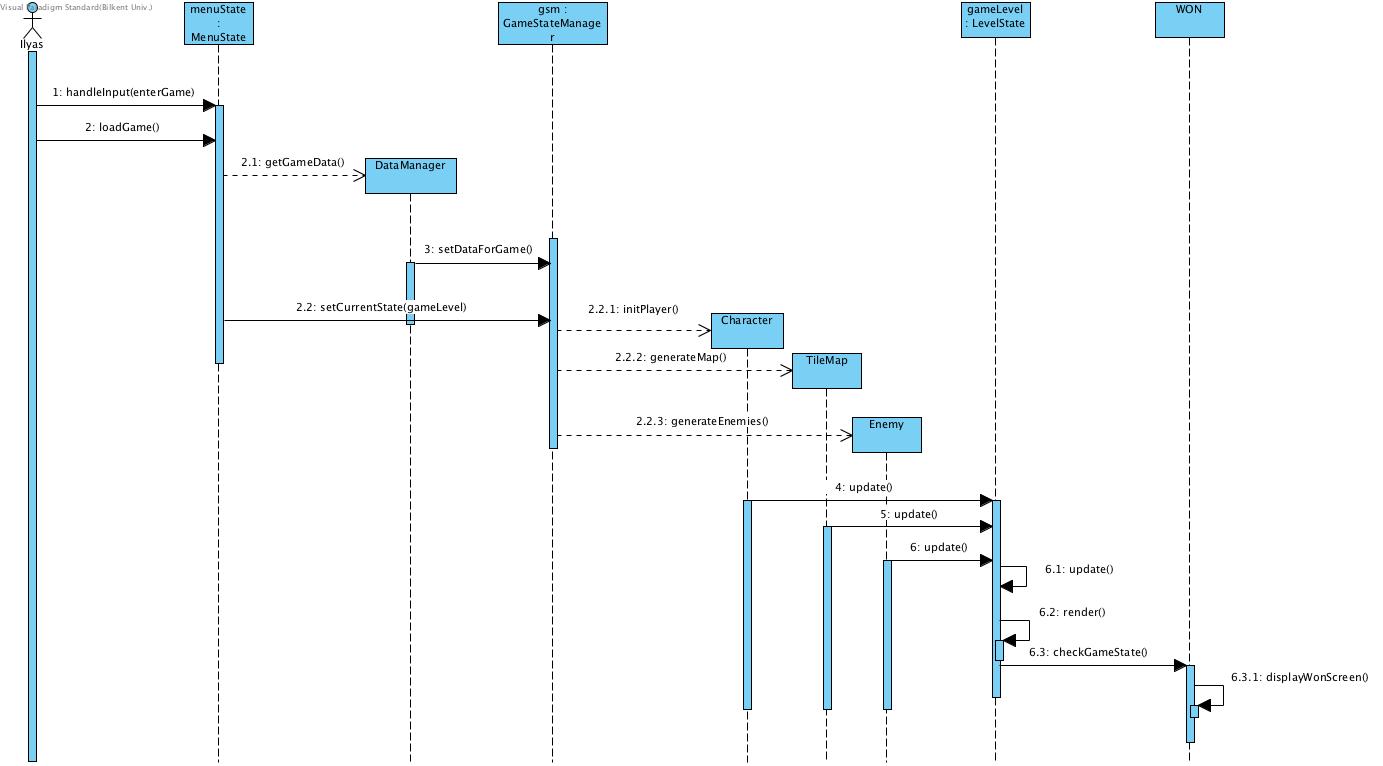 Visual Paradigm Standard(Bilkent Univ.)
Ilyas
menuState
:
MenuState
gsm :
GameStateManage
r
gameLevel
: LevelState
WON
1: handleInput(enterGame)
2: loadGame()
2.1: getGameData()
DataManager
3: setDataForGame()
2.2: setCurrentState(gameLevel)
2.2.1: initPlayer()
Character
2.2.2: generateMap()
TileMap
2.2.3: generateEnemies()
Enemy
4: update()
5: update()
6: update()
6.1: update()
6.2: render()
6.3: checkGameState()
6.3.1: displayWonScreen()